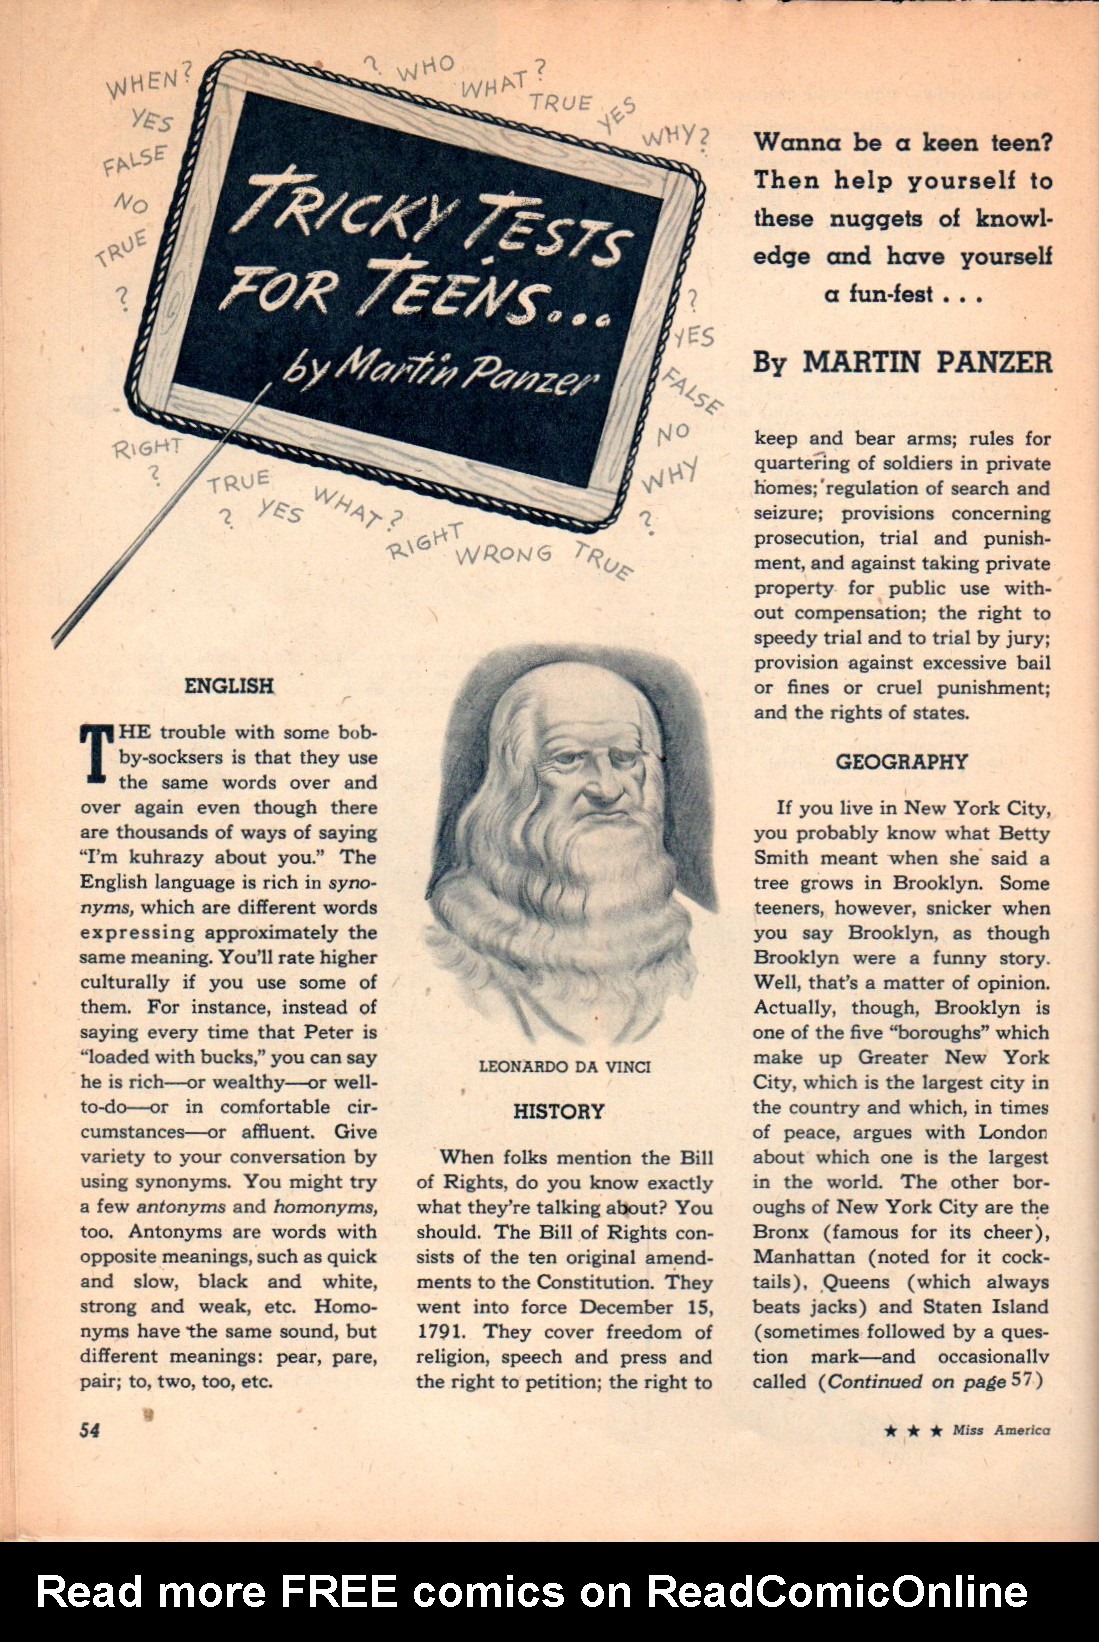 WHEN?
YES
FALSE
NO
TRUE
?
? WHO
WHAT?
TRUE
YES
WHY?
TRICKY TESTS
FOR TEENS...
by Martin Panzer
?
YES
FALSE
NO
WHY
?
RIGHT
?
TRUE
?
YES
WHAT?
RIGHT
WRONG
TRUE
Wanna be a keen teen?
Then help yourself to
these nuggets of knowl-
edge and have yourself
a fun-fest . . .
By MARTIN PANZER
ENGLISH
THE trouble with some bob-
by-socksers is that they use
the same words over and
over again even though there
are thousands of ways of saying
“I'm kuhrazy about you.” The
English language is rich in syno-
nyms, which are different words
expressing approximately the
same meaning. You'll rate higher
culturally if you use some of
them. For instance, instead of
saying every time that Peter is
“loaded with bucks,” you can say
he is rich—or wealthy—or well-
to-do—or in comfortable cir-
cumstances—or affluent. Give
variety to your conversation by
using synonyms. You might try
a few antonyms and homonyms,
too. Antonyms are words with
opposite meanings, such as quick
and slow, black and white,
strong and weak, etc. Homo-
nyms have the same sound, but
different meanings: pear, pare,
pair; to, two, too, etc.
LEONARDO DA VINCI
HISTORY
When folks mention the Bill
of Rights, do you know exactly
what they're talking about? You
should. The Bill of Rights con-
sists of the ten original amend-
ments to the Constitution. They
went into force December 15,
1791. They cover freedom of
religion, speech and press and
the right to petition; the right to
keep and bear arms; rules for
quartering of soldiers in private
homes; regulation of search and
seizure; provisions concerning
prosecution, trial and punish-
ment, and against taking private
property for public use with-
out compensation; the right to
speedy trial and to trial by jury;
provision against excessive bail
or fines or cruel punishment;
and the rights of states.
GEOGRAPHY
If you live in New York City,
you probably know what Betty
Smith meant when she said a
tree grows in Brooklyn. Some
teeners, however, snicker when
you say Brooklyn, as though
Brooklyn were a funny story.
Well, that's a matter of opinion.
Actually, though, Brooklyn is
one of the five “boroughs” which
make up Greater New York
City, which is the largest city in
the country and which, in times
of peace, argues with London
about which one is the largest
in the world. The other bor-
oughs of New York City are the
Bronx (famous for its cheer),
Manhattan (noted for it cock-
tails), Queens (which always
beats jacks) and Staten Island
(sometimes followed by a ques-
tion mark—and occasionally
called (Continued on page 57)
54
★ ★ ★ Miss America
Read more FREE comics on ReadComicOnline